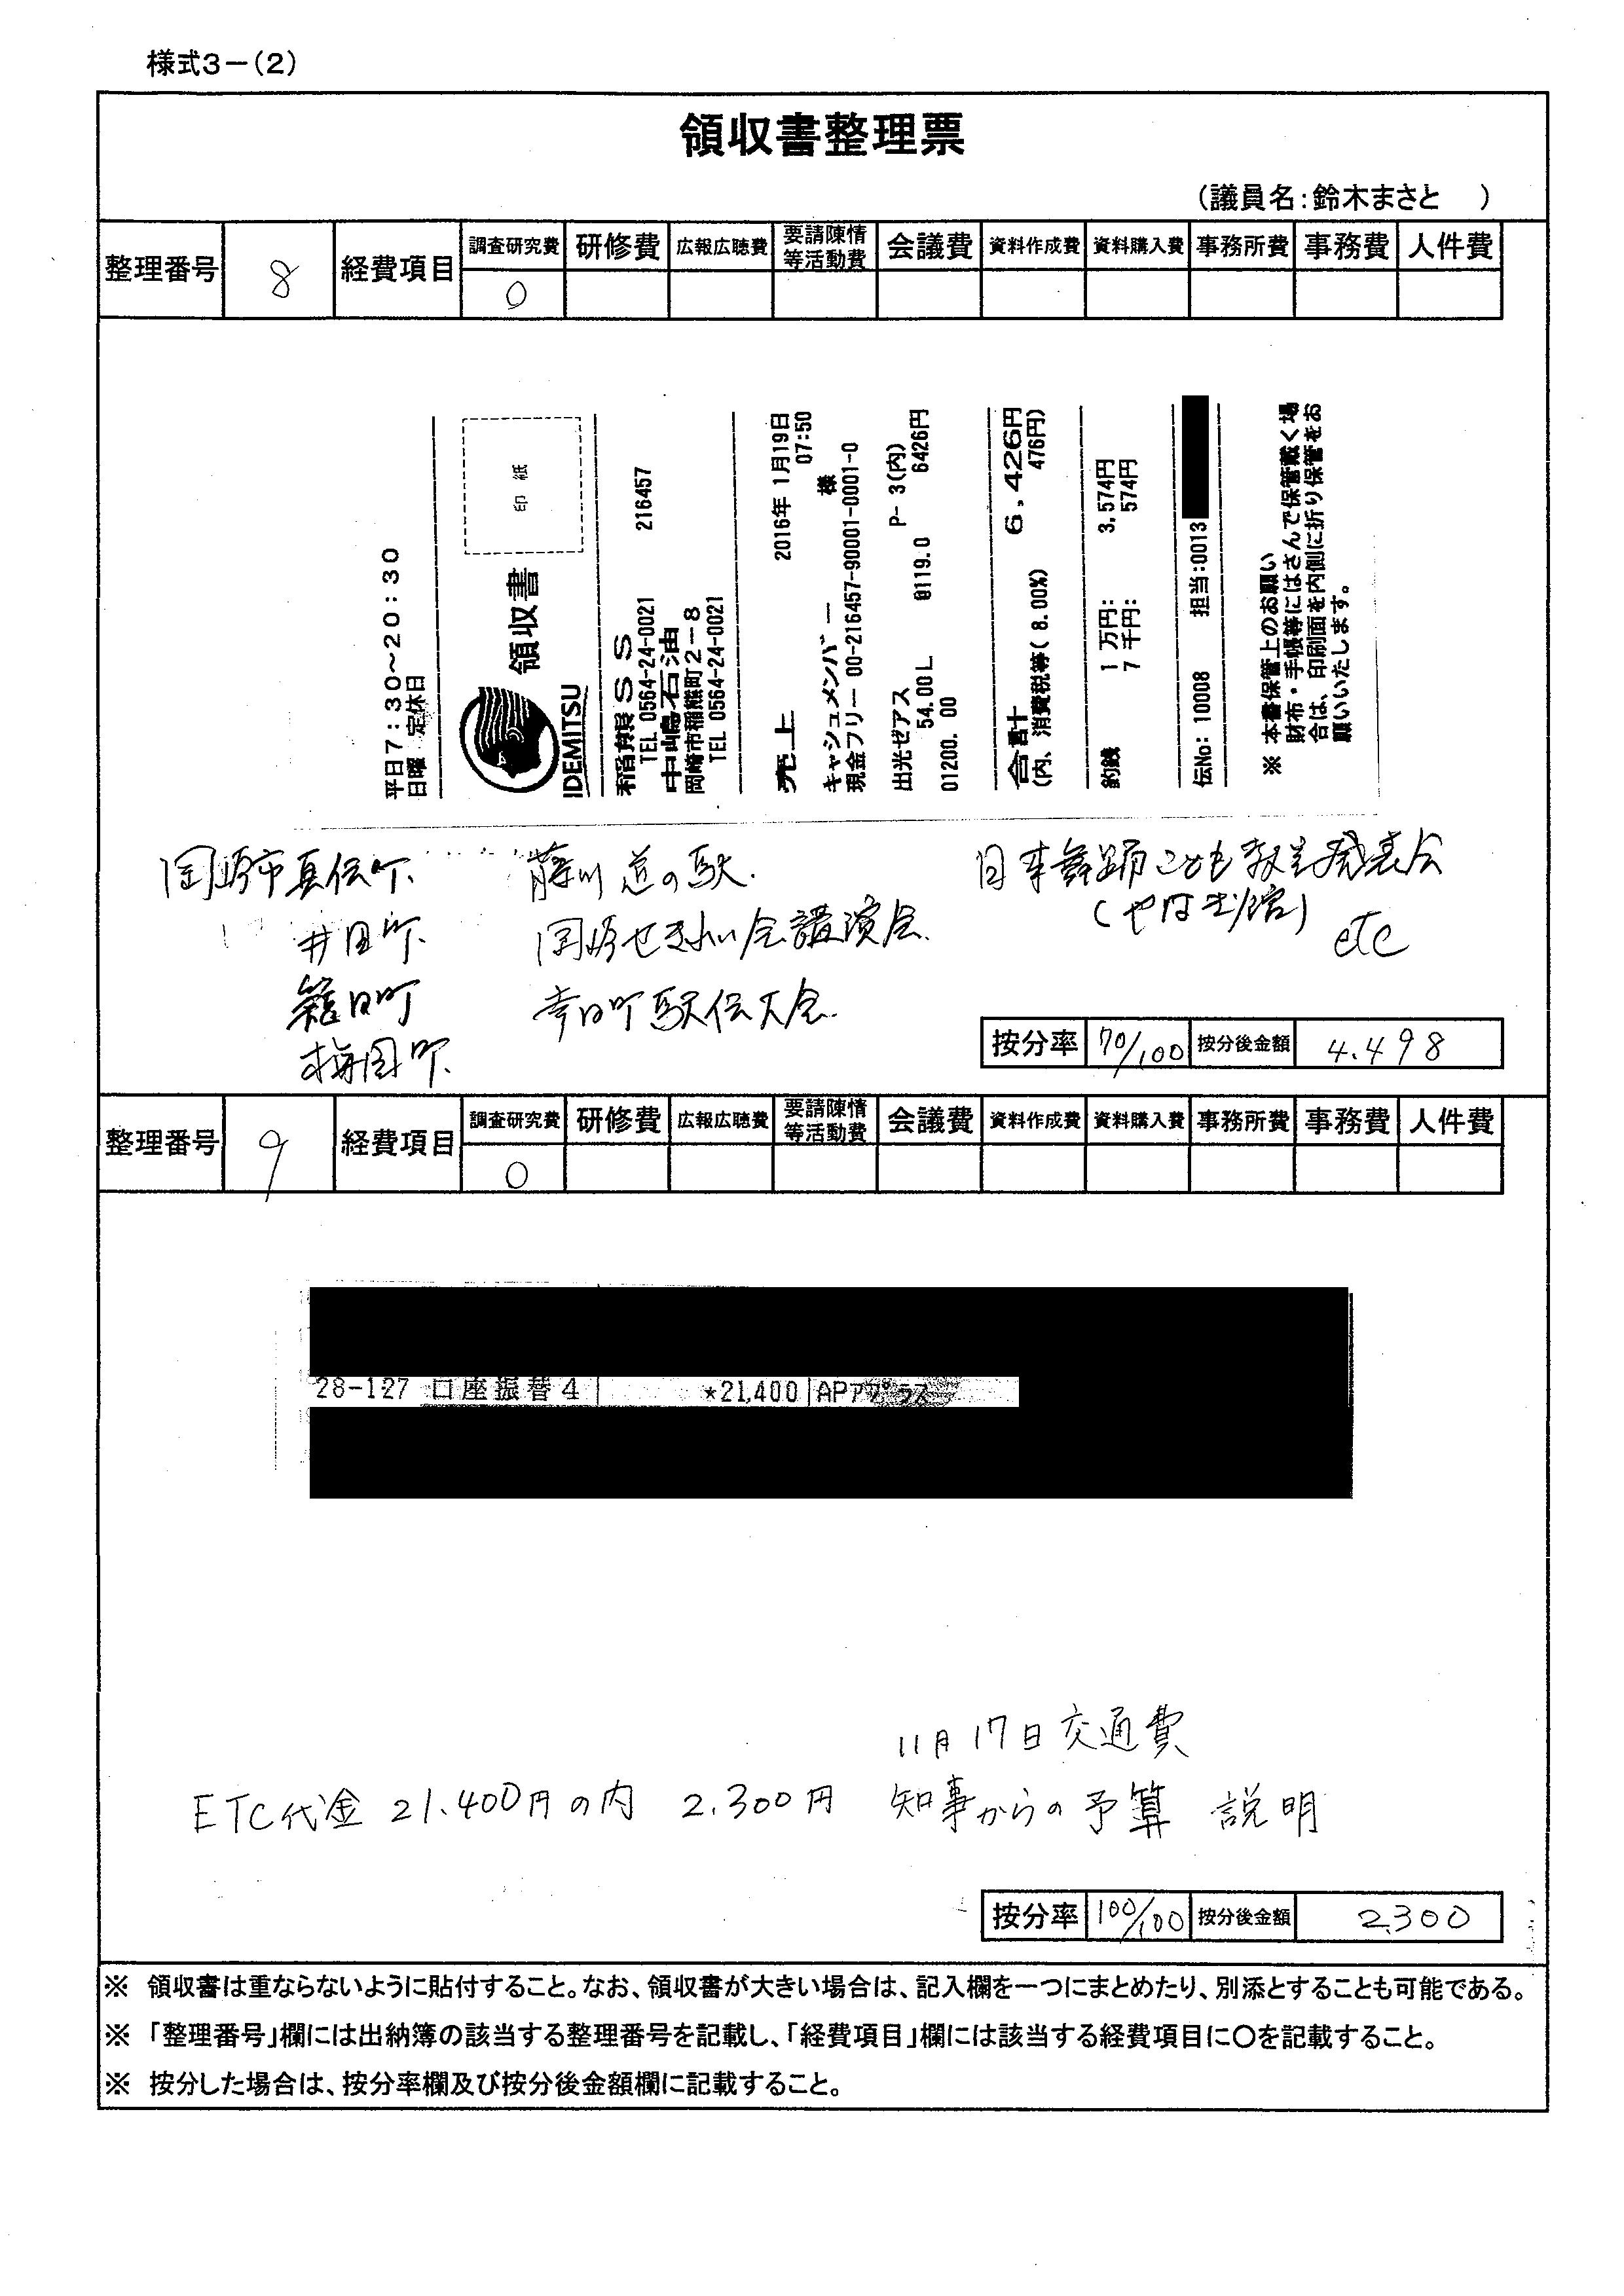 様式3-(2)
領収書整理票
(議員名:鈴木まさと )
整理番号 8 経費項目 調査研究費 研修費 広報広聴費 要請陳情等活動費 会議費 資料作成費 資料購入費 事務所費 事務費 人件費
○
平日7:30~20:30
日曜 定休日
IDEMITSU
領収書
印紙
稲熊SS 216457
TEL 0564-24-0021
中嶋石油
岡崎市稲熊町2-8
TEL 0564-24-0021
売上 2016年 1月19日
07:50
キャシュメンバー 様
現金フリー 00-216457-90001-0001-0
出光ゼアス P- 3(内)
54.00L @119.0 6426円
01200. 00
合計 6,426円
(内、消費税等( 8.00%) 476円)
1 万円: 3,574円
釣銭 7 千円: 574円
伝No: 10008 担当:0013
※ 本書保管上のお願い
財布・手帳等にはさんで保管戴く場
合は、印刷面を内側に折り保管をお
願いいたします。
岡崎市真伝町、 藤川道の駅、 日本舞踊こども教室発表会
(やはぎ館)
井田町、 岡崎せきれい会講演会、 etc
籠田町 幸田町駅伝大会、
梅園町、
按分率 70/100 按分後金額 4,498
整理番号 9 経費項目 調査研究費 研修費 広報広聴費 要請陳情等活動費 会議費 資料作成費 資料購入費 事務所費 事務費 人件費
○
28-127 口座振替4 *21,400 APアプラス
11月17日交通費
ETC代金 21,400円の内 2,300円 知事からの予算 説明
按分率 100/100 按分後金額 2,300
※ 領収書は重ならないように貼付すること。なお、領収書が大きい場合は、記入欄を一つにまとめたり、別添とすることも可能である。
※ 「整理番号」欄には出納簿の該当する整理番号を記載し、「経費項目」欄には該当する経費項目に○を記載すること。
※ 按分した場合は、按分率欄及び按分後金額欄に記載すること。